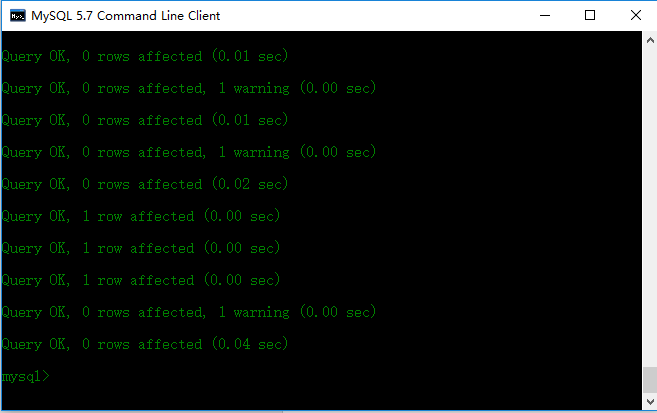 MySQL 5.7 Command Line Client
Query OK, 0 rows affected (0.01 sec)
Query OK, 0 rows affected, 1 warning (0.00 sec)
Query OK, 0 rows affected (0.01 sec)
Query OK, 0 rows affected, 1 warning (0.00 sec)
Query OK, 0 rows affected (0.02 sec)
Query OK, 1 row affected (0.00 sec)
Query OK, 1 row affected (0.00 sec)
Query OK, 1 row affected (0.00 sec)
Query OK, 0 rows affected, 1 warning (0.00 sec)
Query OK, 0 rows affected (0.04 sec)
mysql>